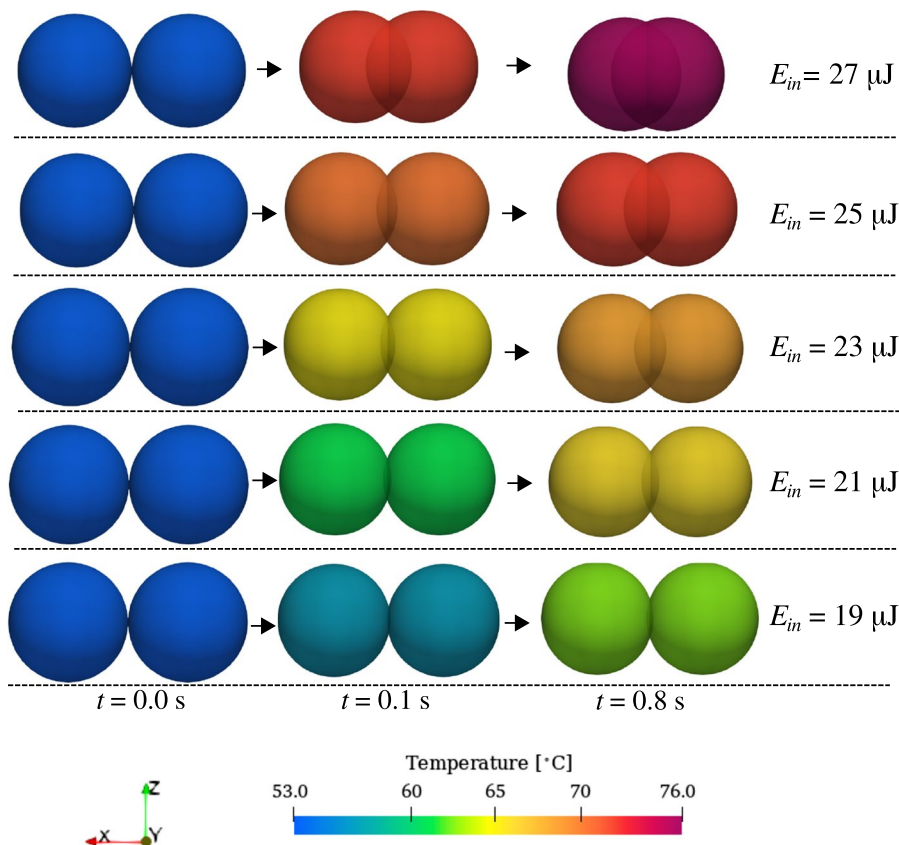 E_in = 27 μJ
E_in = 25 μJ
E_in = 23 μJ
E_in = 21 μJ
E_in = 19 μJ
t = 0.0 s t = 0.1 s t = 0.8 s
Temperature [°C]
53.0 60 65 70 76.0
Z
X Y